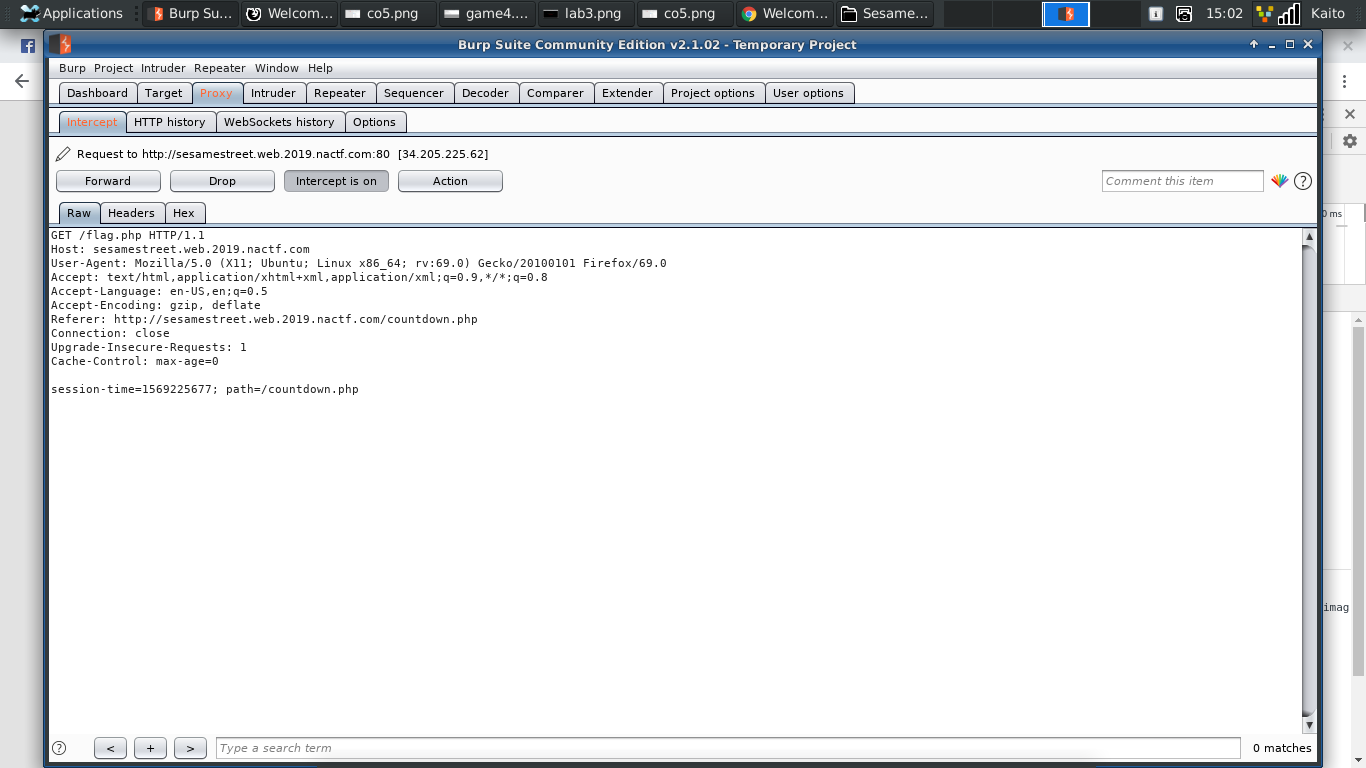 Applications Burp Su... Welcom... co5.png game4.... lab3.png co5.png Welcom... Sesame... 15:02 Kaito
Burp Suite Community Edition v2.1.02 - Temporary Project
Burp Project Intruder Repeater Window Help
Dashboard Target Proxy Intruder Repeater Sequencer Decoder Comparer Extender Project options User options
Intercept HTTP history WebSockets history Options
Request to http://sesamestreet.web.2019.nactf.com:80 [34.205.225.62]
Forward Drop Intercept is on Action Comment this item ?
Raw Headers Hex
0 ms
GET /flag.php HTTP/1.1
Host: sesamestreet.web.2019.nactf.com
User-Agent: Mozilla/5.0 (X11; Ubuntu; Linux x86_64; rv:69.0) Gecko/20100101 Firefox/69.0
Accept: text/html,application/xhtml+xml,application/xml;q=0.9,*/*;q=0.8
Accept-Language: en-US,en;q=0.5
Accept-Encoding: gzip, deflate
Referer: http://sesamestreet.web.2019.nactf.com/countdown.php
Connection: close
Upgrade-Insecure-Requests: 1
Cache-Control: max-age=0
session-time=1569225677; path=/countdown.php
imag
? < + > Type a search term 0 matches